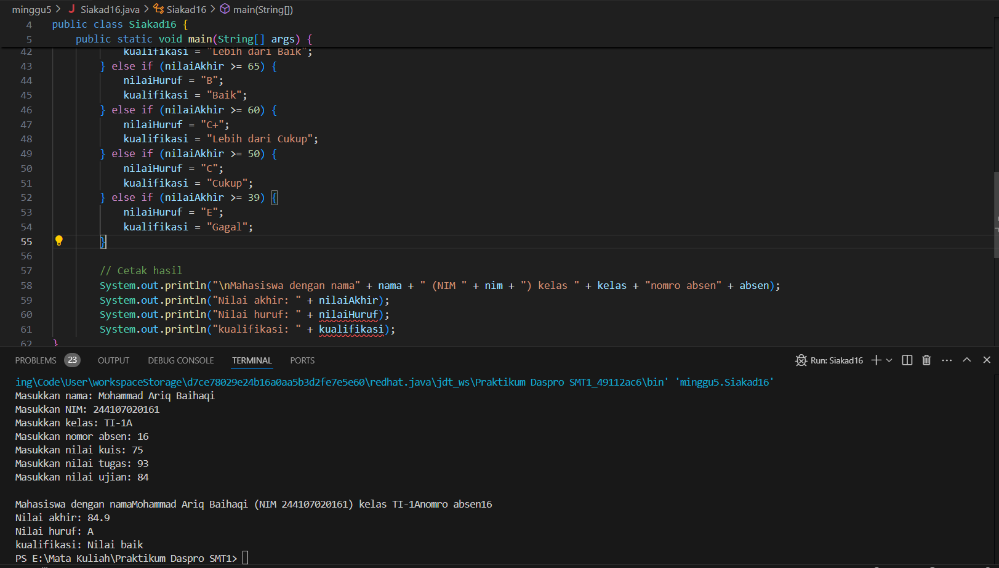 minggu5 > J Siakad16.java > Siakad16 > main(String[])
4 public class Siakad16 {
5 public static void main(String[] args) {
42 kualifikasi = "Lebih dari Baik";
43 } else if (nilaiAkhir >= 65) {
44 nilaiHuruf = "B";
45 kualifikasi = "Baik";
46 } else if (nilaiAkhir >= 60) {
47 nilaiHuruf = "C+";
48 kualifikasi = "Lebih dari Cukup";
49 } else if (nilaiAkhir >= 50) {
50 nilaiHuruf = "C";
51 kualifikasi = "Cukup";
52 } else if (nilaiAkhir >= 39) {
53 nilaiHuruf = "E";
54 kualifikasi = "Gagal";
55 }
56
57 // Cetak hasil
58 System.out.println("\nMahasiswa dengan nama" + nama + " (NIM " + nim + ") kelas " + kelas + "nomro absen" + absen);
59 System.out.println("Nilai akhir: " + nilaiAkhir);
60 System.out.println("Nilai huruf: " + nilaiHuruf);
61 System.out.println("kualifikasi: " + kualifikasi);
62 }
PROBLEMS 23 OUTPUT DEBUG CONSOLE TERMINAL PORTS Run: Siakad16
ing\Code\User\workspaceStorage\d7ce78029e24b16a0aa5b3d2fe7e5e60\redhat.java\jdt_ws\Praktikum Daspro SMT1_49112ac6\bin' 'minggu5.Siakad16'
Masukkan nama: Mohammad Ariq Baihaqi
Masukkan NIM: 244107020161
Masukkan kelas: TI-1A
Masukkan nomor absen: 16
Masukkan nilai kuis: 75
Masukkan nilai tugas: 93
Masukkan nilai ujian: 84
Mahasiswa dengan namaMohammad Ariq Baihaqi (NIM 244107020161) kelas TI-1Anomro absen16
Nilai akhir: 84.9
Nilai huruf: A
kualifikasi: Nilai baik
PS E:\Mata Kuliah\Praktikum Daspro SMT1>